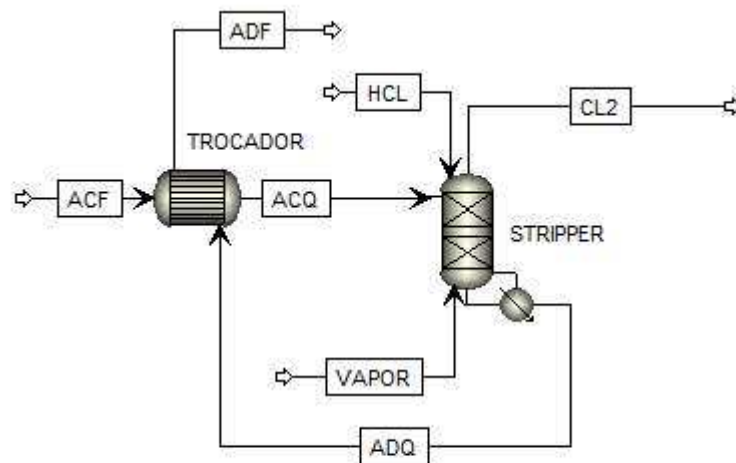 ADF
HCL
CL2
TROCADOR
ACF
ACQ
STRIPPER
VAPOR
ADQ